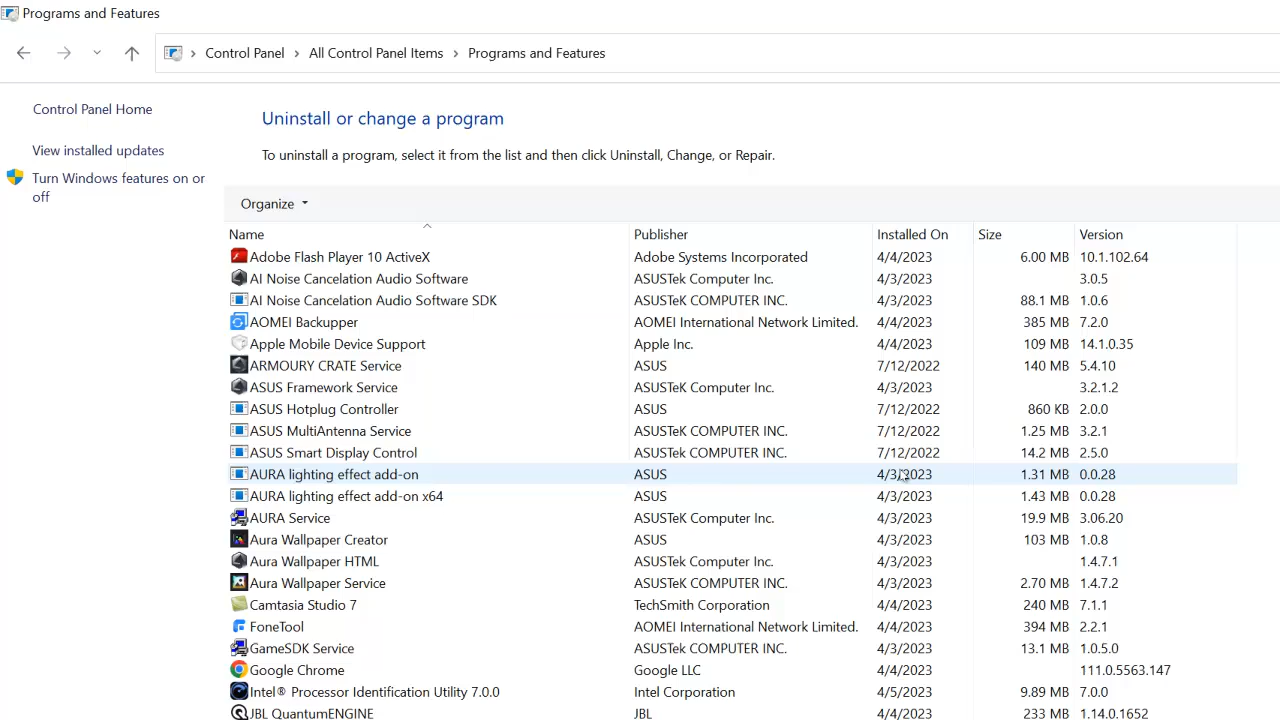 Programs and Features
Control Panel > All Control Panel Items > Programs and Features
Control Panel Home
View installed updates
Turn Windows features on or
off
Uninstall or change a program
To uninstall a program, select it from the list and then click Uninstall, Change, or Repair.
Organize
Name Publisher Installed On Size Version
Adobe Flash Player 10 ActiveX Adobe Systems Incorporated 4/4/2023 6.00 MB 10.1.102.64
AI Noise Cancelation Audio Software ASUSTek Computer Inc. 4/3/2023 3.0.5
AI Noise Cancelation Audio Software SDK ASUSTeK COMPUTER INC. 4/3/2023 88.1 MB 1.0.6
AOMEI Backupper AOMEI International Network Limited. 4/4/2023 385 MB 7.2.0
Apple Mobile Device Support Apple Inc. 4/4/2023 109 MB 14.1.0.35
ARMOURY CRATE Service ASUS 7/12/2022 140 MB 5.4.10
ASUS Framework Service ASUSTeK Computer Inc. 4/3/2023 3.2.1.2
ASUS Hotplug Controller ASUS 7/12/2022 860 KB 2.0.0
ASUS MultiAntenna Service ASUSTeK COMPUTER INC. 7/12/2022 1.25 MB 3.2.1
ASUS Smart Display Control ASUSTeK COMPUTER INC. 7/12/2022 14.2 MB 2.5.0
AURA lighting effect add-on ASUS 4/3/2023 1.31 MB 0.0.28
AURA lighting effect add-on x64 ASUS 4/3/2023 1.43 MB 0.0.28
AURA Service ASUSTeK Computer Inc. 4/3/2023 19.9 MB 3.06.20
Aura Wallpaper Creator ASUS 4/3/2023 103 MB 1.0.8
Aura Wallpaper HTML ASUSTek Computer Inc. 4/3/2023 1.4.7.1
Aura Wallpaper Service ASUSTeK COMPUTER INC. 4/3/2023 2.70 MB 1.4.7.2
Camtasia Studio 7 TechSmith Corporation 4/4/2023 240 MB 7.1.1
FoneTool AOMEI International Network Limited. 4/4/2023 394 MB 2.2.1
GameSDK Service ASUSTeK COMPUTER INC. 4/3/2023 13.1 MB 1.0.5.0
Google Chrome Google LLC 4/4/2023 111.0.5563.147
Intel® Processor Identification Utility 7.0.0 Intel Corporation 4/5/2023 9.89 MB 7.0.0
JBL QuantumENGINE JBL 4/4/2023 233 MB 1.14.0.1652